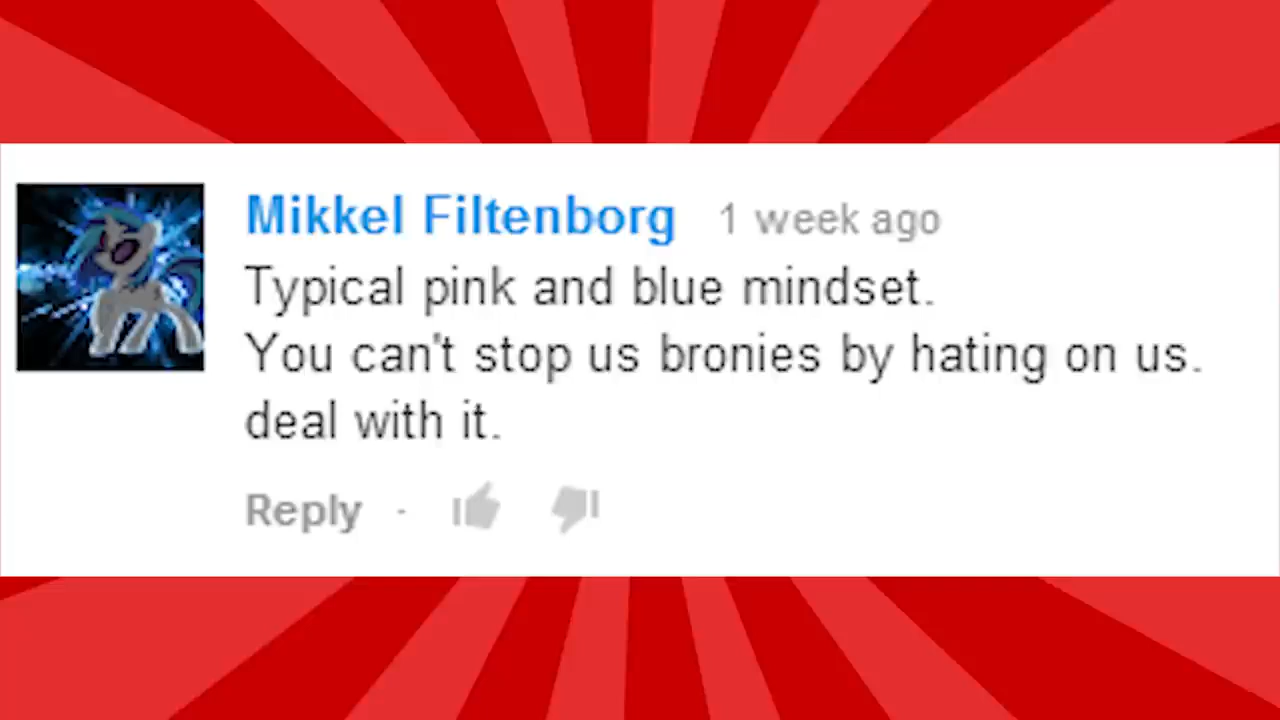 Mikkel Filtenborg 1 week ago
Typical pink and blue mindset.
You can't stop us bronies by hating on us.
deal with it.
Reply ·